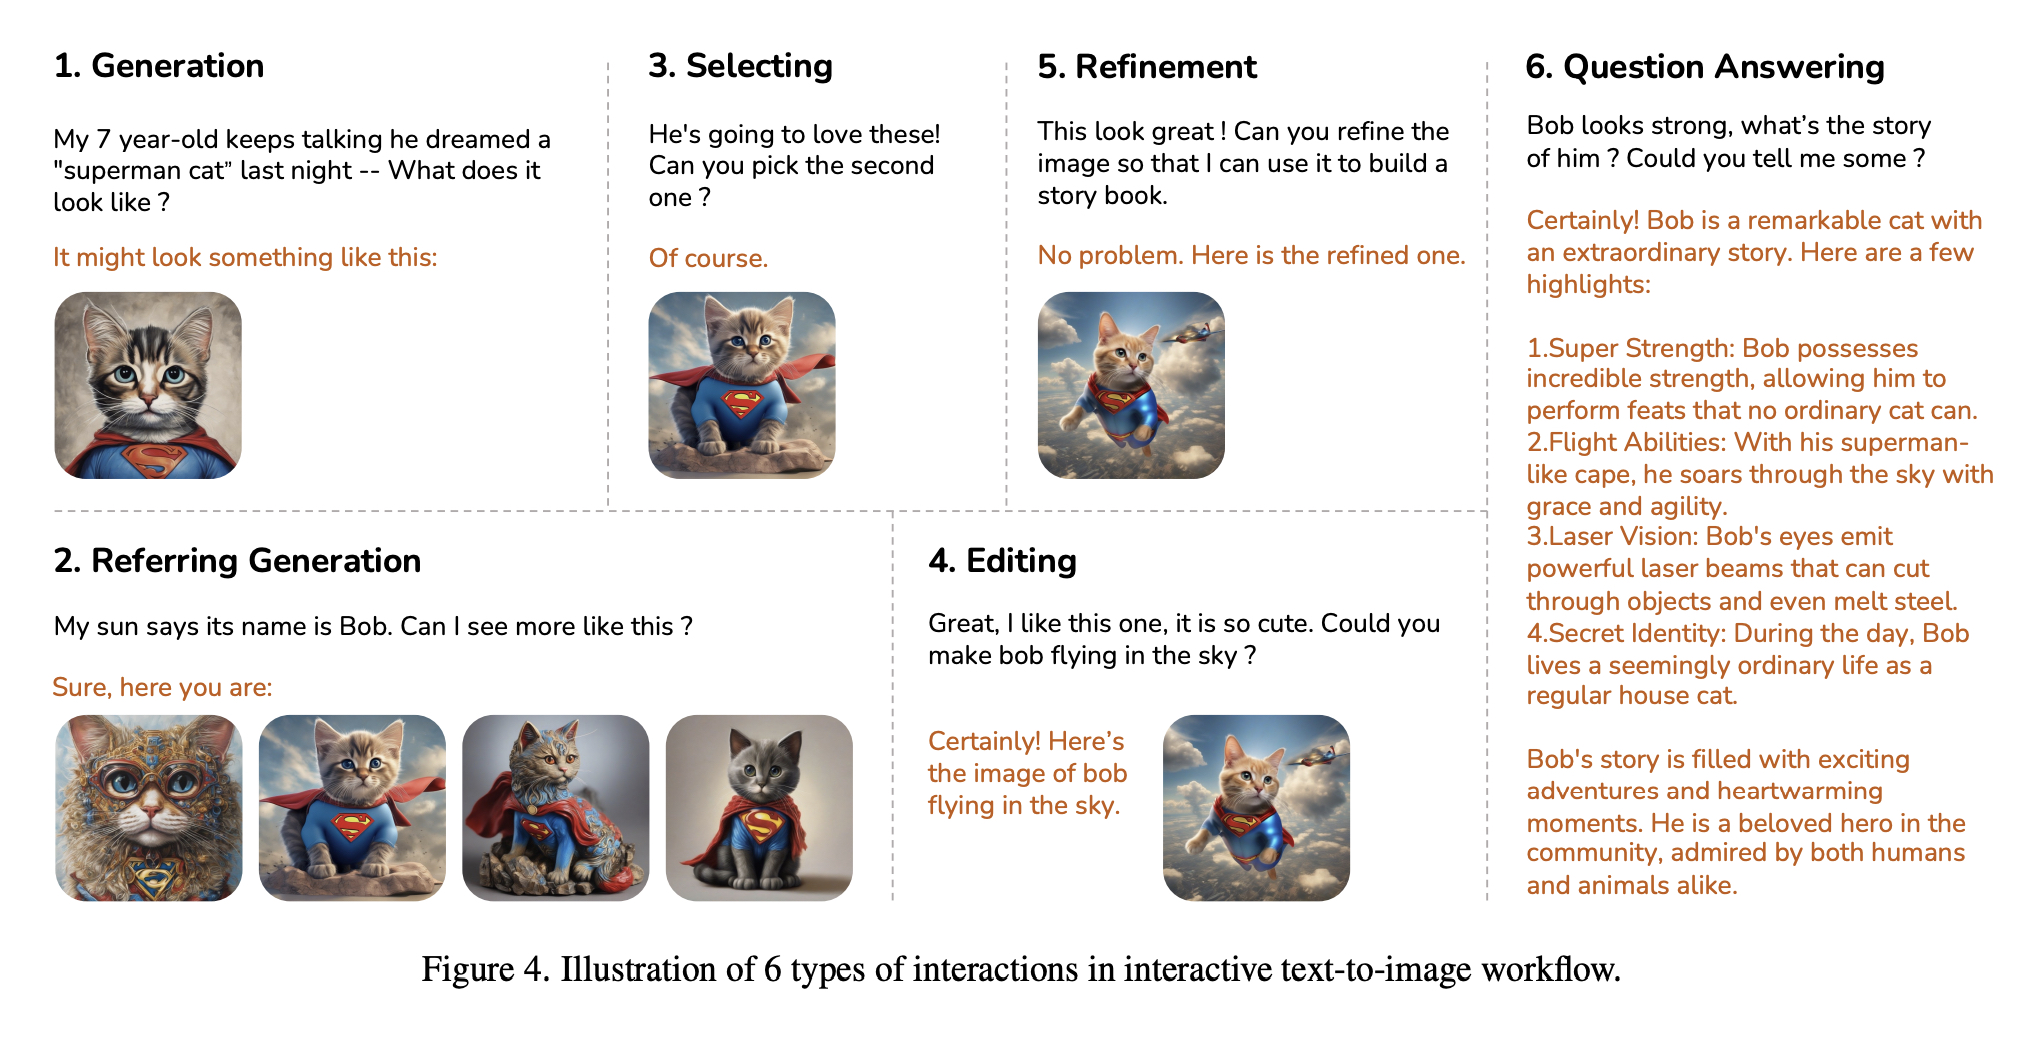 1. Generation
My 7 year-old keeps talking he dreamed a
"superman cat” last night -- What does it
look like ?
It might look something like this:
2. Referring Generation
My sun says its name is Bob. Can I see more like this ?
Sure, here you are:
3. Selecting
He's going to love these!
Can you pick the second
one ?
Of course.
4. Editing
Great, I like this one, it is so cute. Could you
make bob flying in the sky ?
Certainly! Here’s
the image of bob
flying in the sky.
5. Refinement
This look great ! Can you refine the
image so that I can use it to build a
story book.
No problem. Here is the refined one.
6. Question Answering
Bob looks strong, what’s the story
of him ? Could you tell me some ?
Certainly! Bob is a remarkable cat with
an extraordinary story. Here are a few
highlights:
1.Super Strength: Bob possesses
incredible strength, allowing him to
perform feats that no ordinary cat can.
2.Flight Abilities: With his superman-
like cape, he soars through the sky with
grace and agility.
3.Laser Vision: Bob's eyes emit
powerful laser beams that can cut
through objects and even melt steel.
4.Secret Identity: During the day, Bob
lives a seemingly ordinary life as a
regular house cat.
Bob's story is filled with exciting
adventures and heartwarming
moments. He is a beloved hero in the
community, admired by both humans
and animals alike.
Figure 4. Illustration of 6 types of interactions in interactive text-to-image workflow.